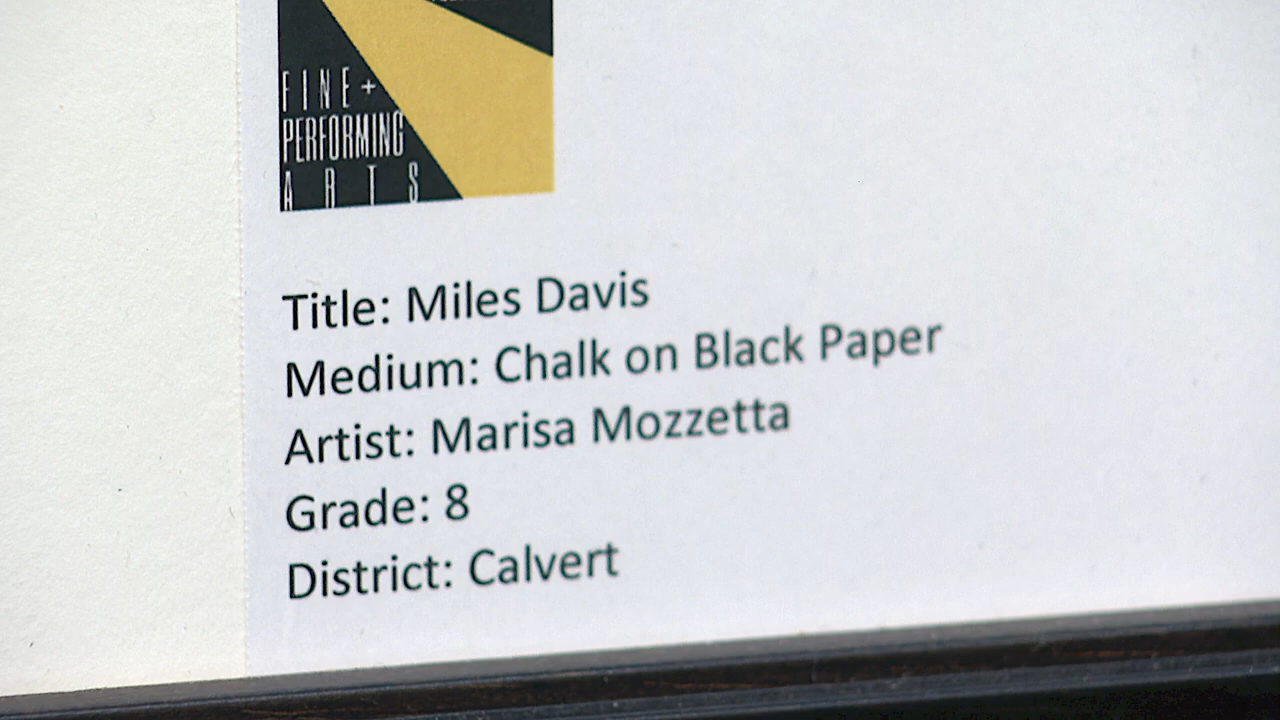 FINE +
PERFORMING
ARTS
Title: Miles Davis
Medium: Chalk on Black Paper
Artist: Marisa Mozzetta
Grade: 8
District: Calvert